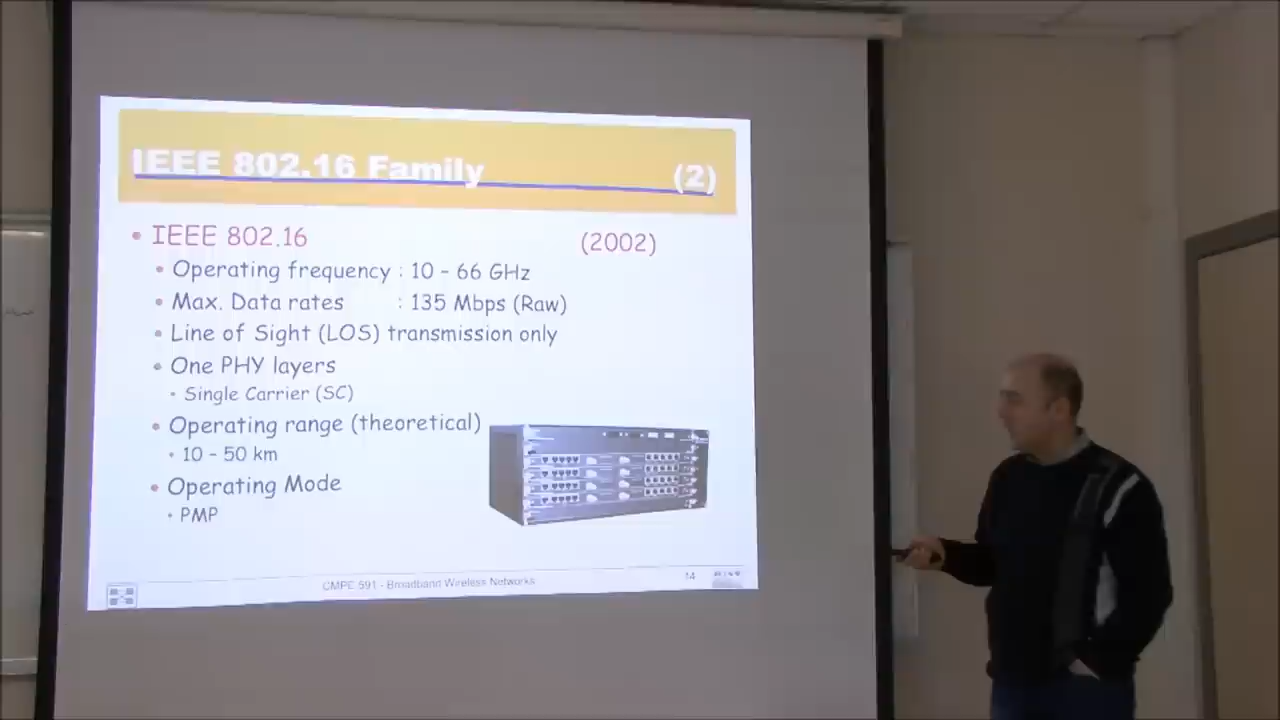 IEEE 802.16 Family (2)
• IEEE 802.16 (2002)
• Operating frequency : 10 – 66 GHz
• Max. Data rates : 135 Mbps (Raw)
• Line of Sight (LOS) transmission only
• One PHY layers
• Single Carrier (SC)
• Operating range (theoretical)
• 10 – 50 km
• Operating Mode
• PMP
CMPE 591 - Broadband Wireless Networks 14